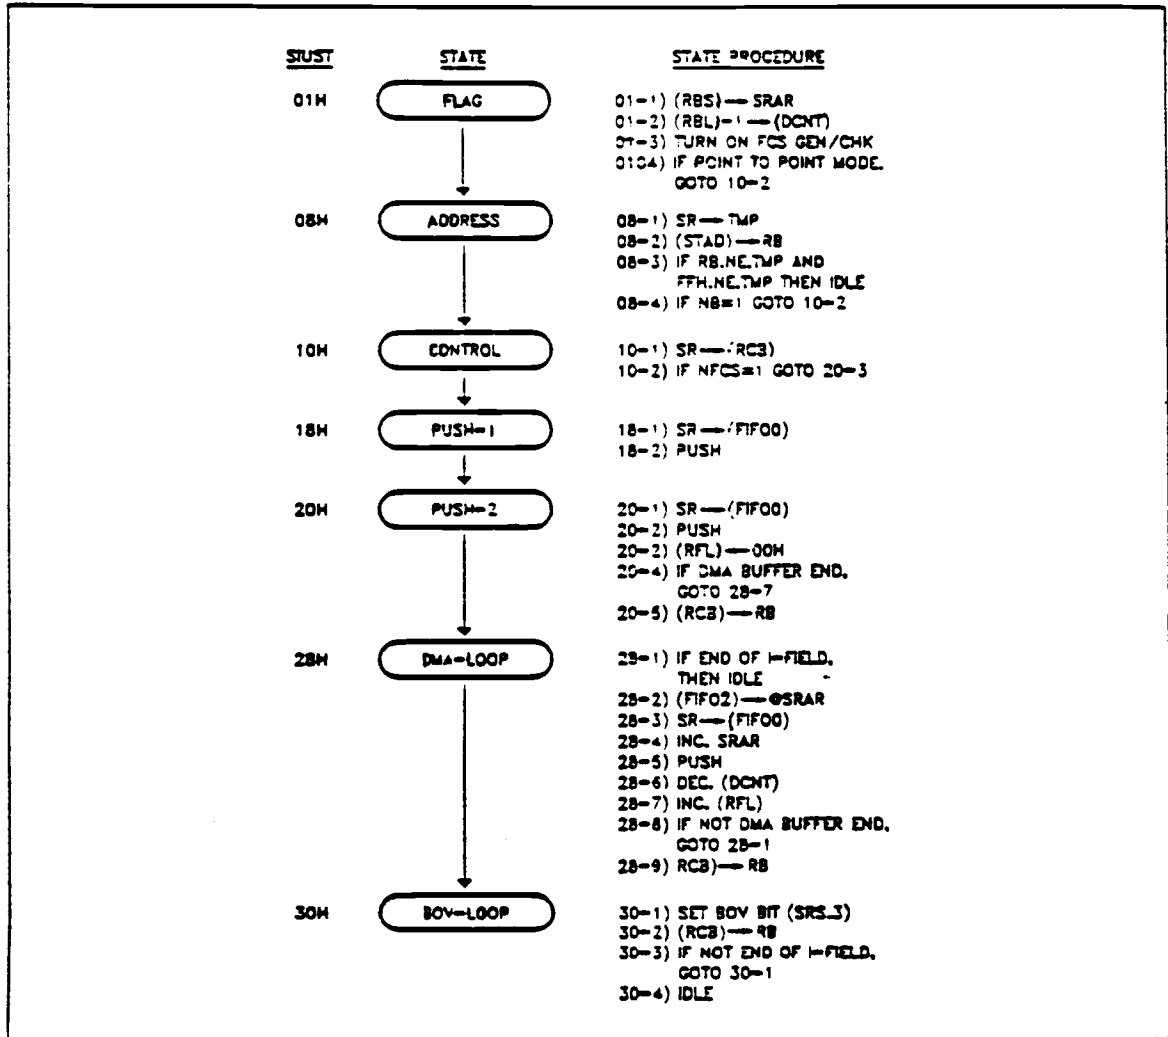 SIUST STATE STATE PROCEDURE
01H FLAG 01-1) (RBS)→ SRAR
01-2) (RBL)-1→(DCNT)
01-3) TURN ON FCS GEN/CHK
0104) IF POINT TO POINT MODE,
GOTO 10-2
08H ADDRESS 08-1) SR→TMP
08-2) (STAD)→RB
08-3) IF RB.NE.TMP AND
FFH.NE.TMP THEN IDLE
08-4) IF NB=1 GOTO 10-2
10H CONTROL 10-1) SR→(RCB)
10-2) IF NFCS=1 GOTO 20-3
18H PUSH-1 18-1) SR→(FIFO0)
18-2) PUSH
20H PUSH-2 20-1) SR→(FIFO0)
20-2) PUSH
20-2) (RFL)→00H
20-4) IF DMA BUFFER END,
GOTO 28-7
20-5) (RCB)→RB
28H DMA-LOOP 28-1) IF END OF I-FIELD,
THEN IDLE
28-2) (FIFO2)→@SRAR
28-3) SR→(FIFO0)
28-4) INC. SRAR
28-5) PUSH
28-6) DEC. (DCNT)
28-7) INC. (RFL)
28-8) IF NOT DMA BUFFER END,
GOTO 28-1
28-9) RCB)→RB
30H BOV-LOOP 30-1) SET BOV BIT (SRS.3)
30-2) (RCB)→RB
30-3) IF NOT END OF I-FIELD,
GOTO 30-1
30-4) IDLE